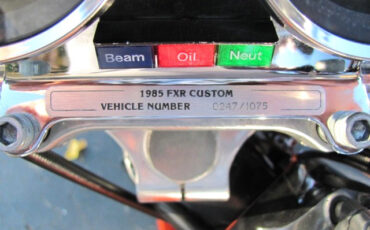 Beam Oil Neut
1985 FXR CUSTOM
VEHICLE NUMBER 0247/1075